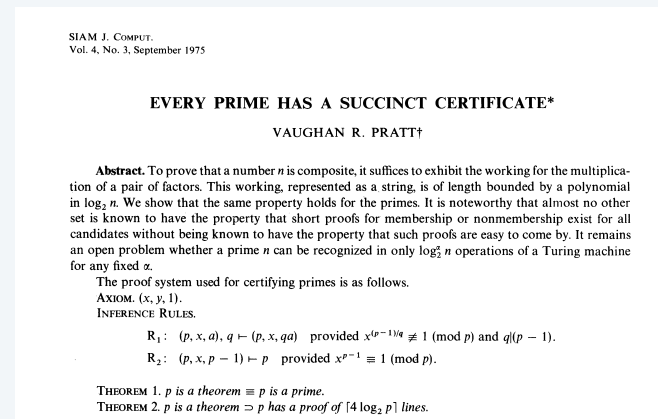 SIAM J. COMPUT.
Vol. 4, No. 3, September 1975
EVERY PRIME HAS A SUCCINCT CERTIFICATE*
VAUGHAN R. PRATT†
Abstract. To prove that a number n is composite, it suffices to exhibit the working for the multiplica-
tion of a pair of factors. This working, represented as a string, is of length bounded by a polynomial
in log₂ n. We show that the same property holds for the primes. It is noteworthy that almost no other
set is known to have the property that short proofs for membership or nonmembership exist for all
candidates without being known to have the property that such proofs are easy to come by. It remains
an open problem whether a prime n can be recognized in only log₂^α n operations of a Turing machine
for any fixed α.
The proof system used for certifying primes is as follows.
AXIOM. (x, y, 1).
INFERENCE RULES.
R₁: (p, x, a), q ⊢ (p, x, qa) provided x^(p−1)/q ≢ 1 (mod p) and q|(p − 1).
R₂: (p, x, p − 1) ⊢ p provided x^p−1 ≡ 1 (mod p).
THEOREM 1. p is a theorem ≡ p is a prime.
THEOREM 2. p is a theorem ⊃ p has a proof of ⌈4 log₂ p⌉ lines.